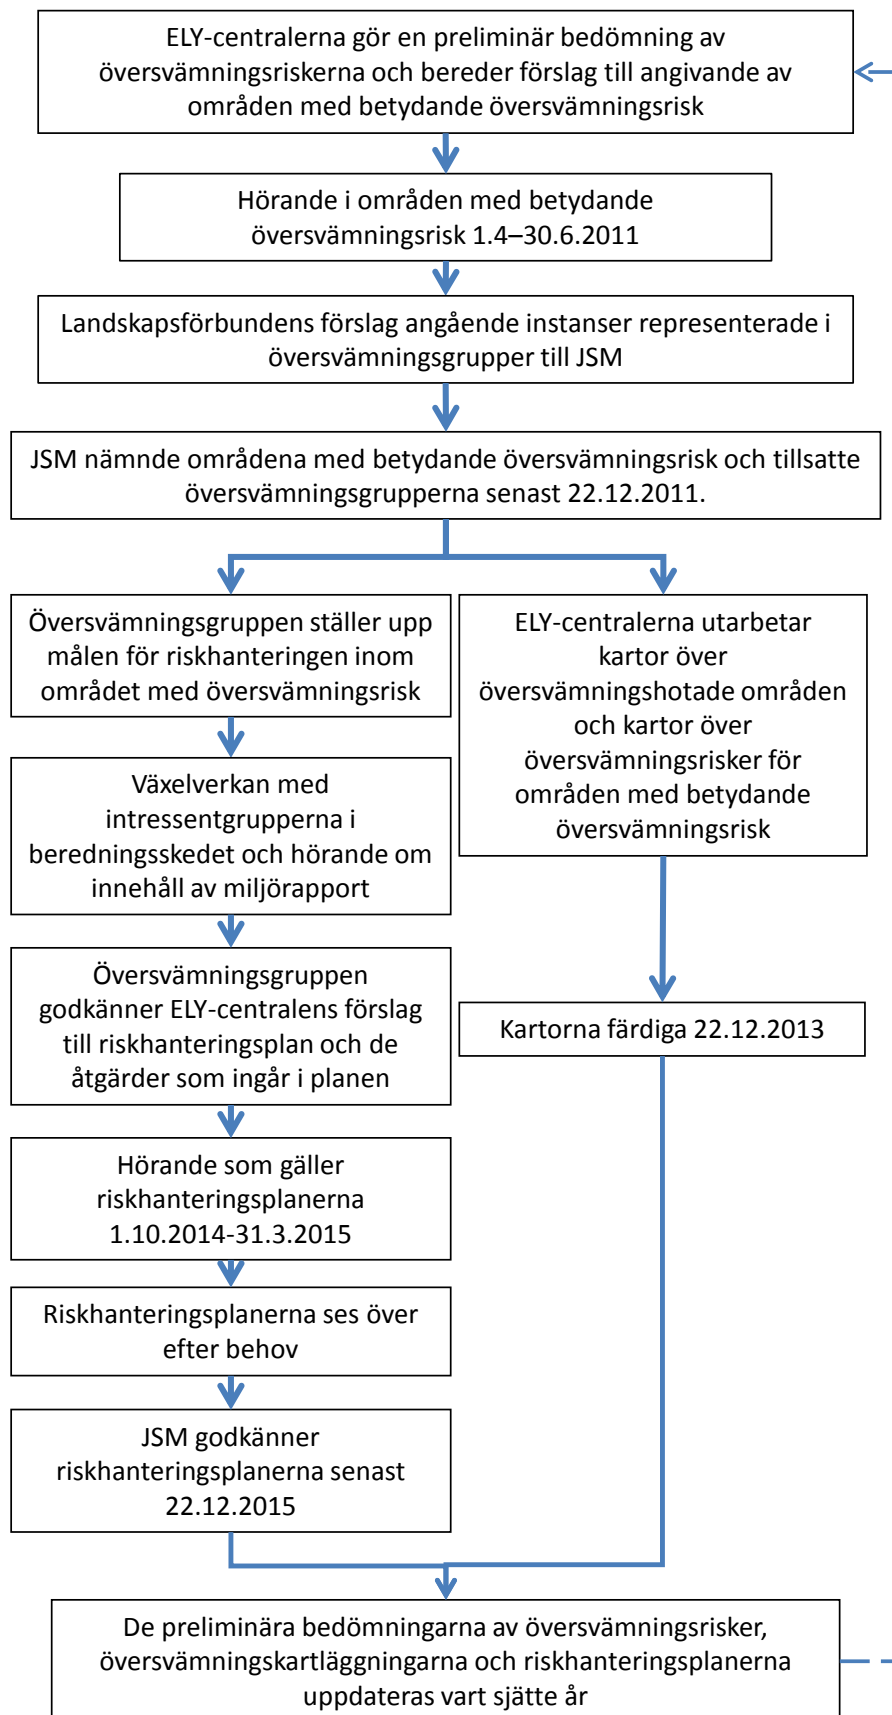 ELY-centralerna gör en preliminär bedömning av
översvämningsriskerna och bereder förslag till angivande av
områden med betydande översvämningsrisk
Hörande i områden med betydande
översvämningsrisk 1.4–30.6.2011
Landskapsförbundens förslag angående instanser representerade i
översvämningsgrupper till JSM
JSM nämnde områdena med betydande översvämningsrisk och tillsatte
översvämningsgrupperna senast 22.12.2011.
Översvämningsgruppen ställer upp
målen för riskhanteringen inom
området med översvämningsrisk
Växelverkan med
intressentgrupperna i
beredningsskedet och hörande om
innehåll av miljörapport
Översvämningsgruppen
godkänner ELY-centralens förslag
till riskhanteringsplan och de
åtgärder som ingår i planen
Hörande som gäller
riskhanteringsplanerna
1.10.2014-31.3.2015
Riskhanteringsplanerna ses över
efter behov
JSM godkänner
riskhanteringsplanerna senast
22.12.2015
ELY-centralerna utarbetar
kartor över
översvämningshotade områden
och kartor över
översvämningsrisker för
områden med betydande
översvämningsrisk
Kartorna färdiga 22.12.2013
De preliminära bedömningarna av översvämningsrisker,
översvämningskartläggningarna och riskhanteringsplanerna
uppdateras vart sjätte år